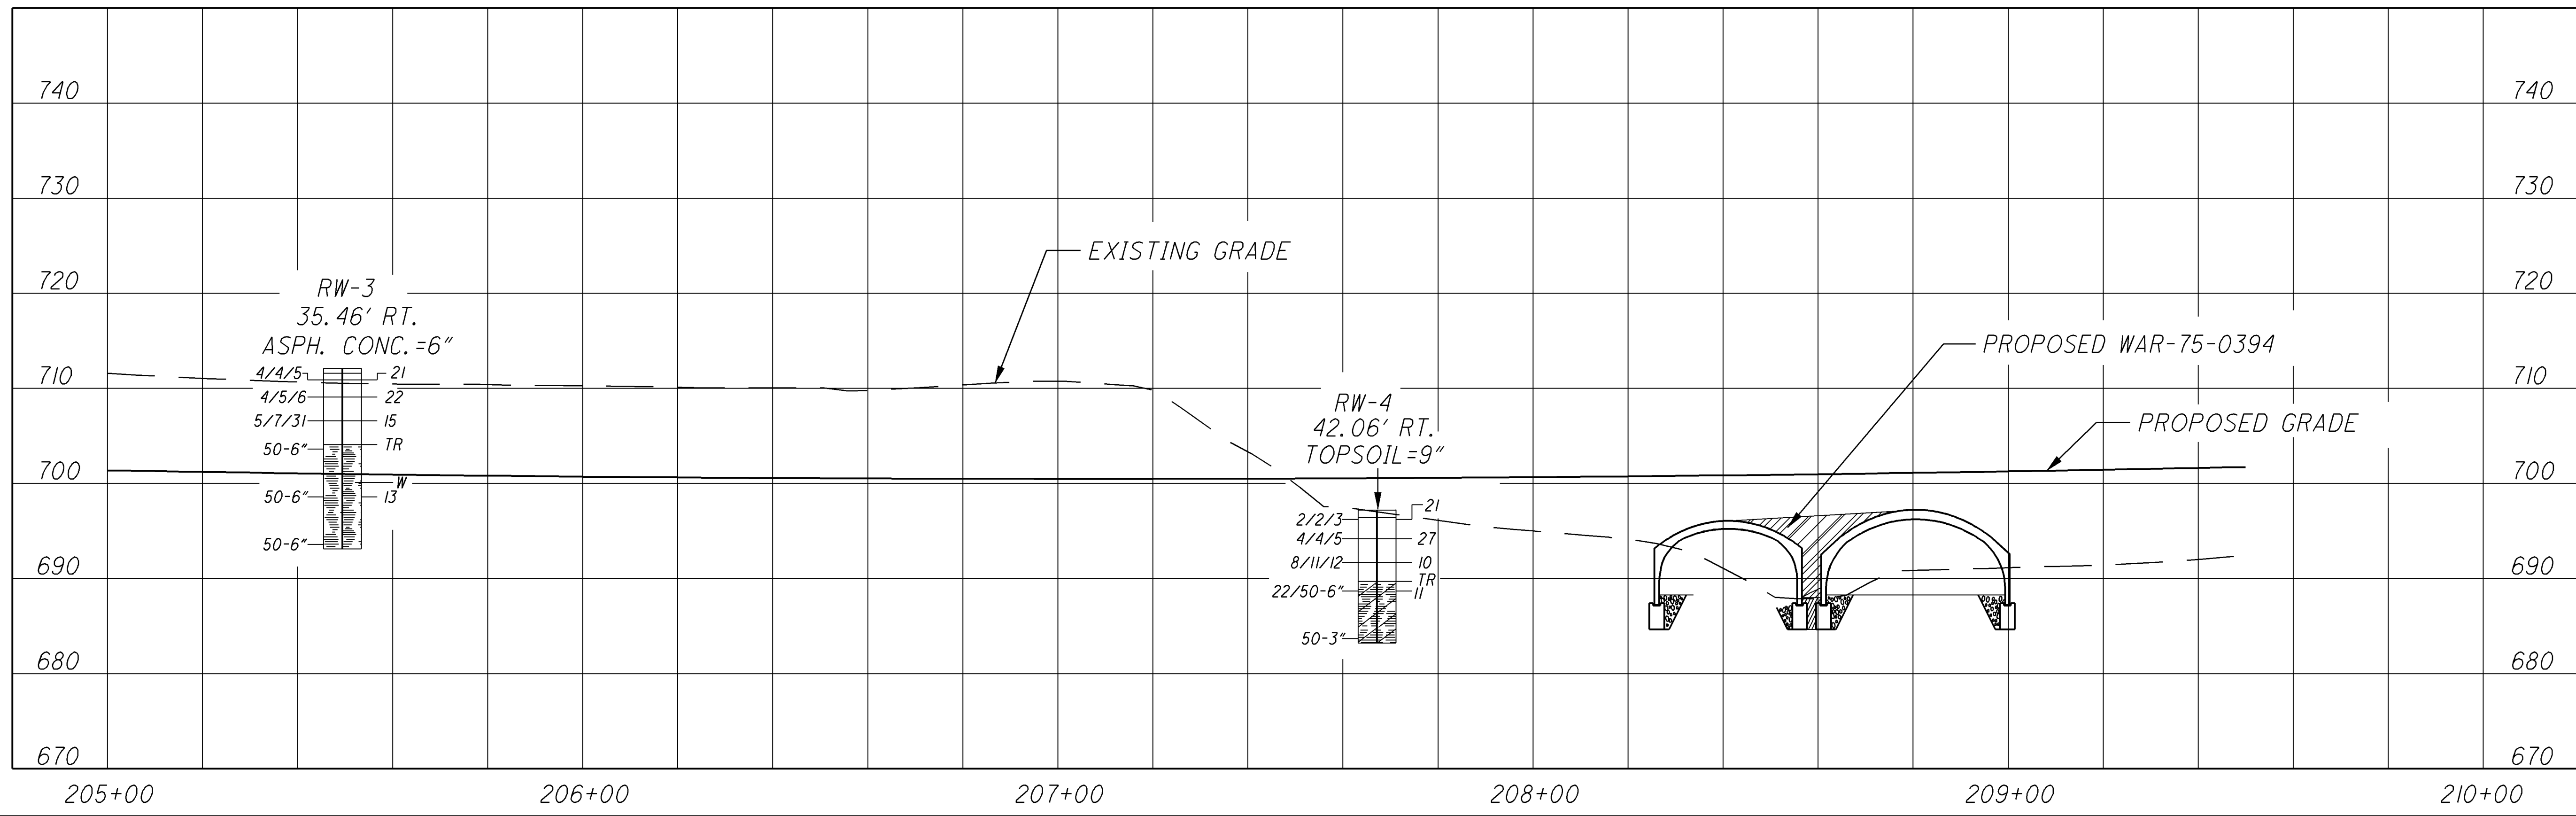 740 740
730 730
EXISTING GRADE
720 720
RW-3
35.46' RT.
ASPH. CONC.=6"
PROPOSED WAR-75-0394
710 710
4/4/5 21
4/5/6 22
5/7/31 15
TR
50-6"
W
50-6" 13
50-6"
RW-4
42.06' RT.
TOPSOIL=9"
PROPOSED GRADE
700 700
21
2/2/3
4/4/5 27
8/11/12 10
TR
22/50-6" 11
50-3"
690 690
680 680
670 670
205+00 206+00 207+00 208+00 209+00 210+00